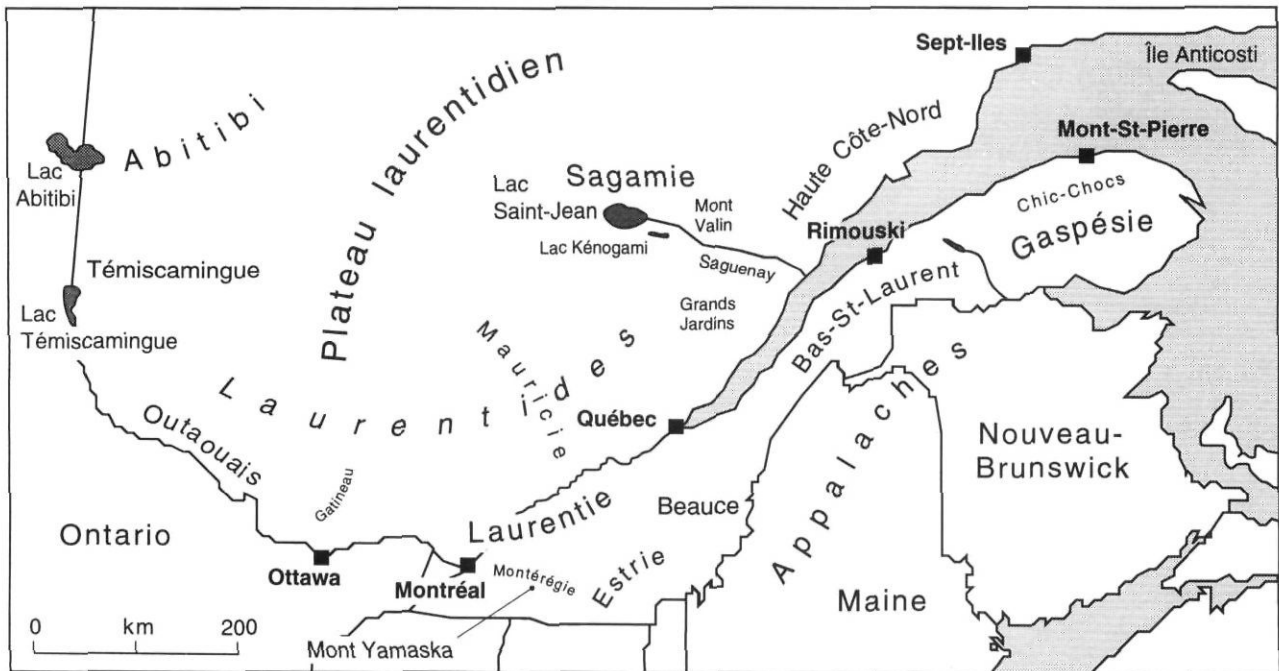 Sept-Iles
Île Anticosti
Abitibi
Plateau laurentidien
Haute Côte-Nord
Mont-St-Pierre
Lac
Abitibi
Sagamie
Lac
Saint-Jean
Mont
Valin
Chic-Chocs
Gaspésie
Rimouski
Lac Kénogami
Saguenay
Témiscamingue
Lac
Témiscamingue
Grands
Jardins
Bas-St-Laurent
Mauricie
Laurentides
Outaouais
Québec
Appalaches
Nouveau-
Brunswick
Gatineau
Laurentie
Beauce
Ontario
Ottawa
Montréal
Montérégie
Estrie
Maine
0 km 200
Mont Yamaska